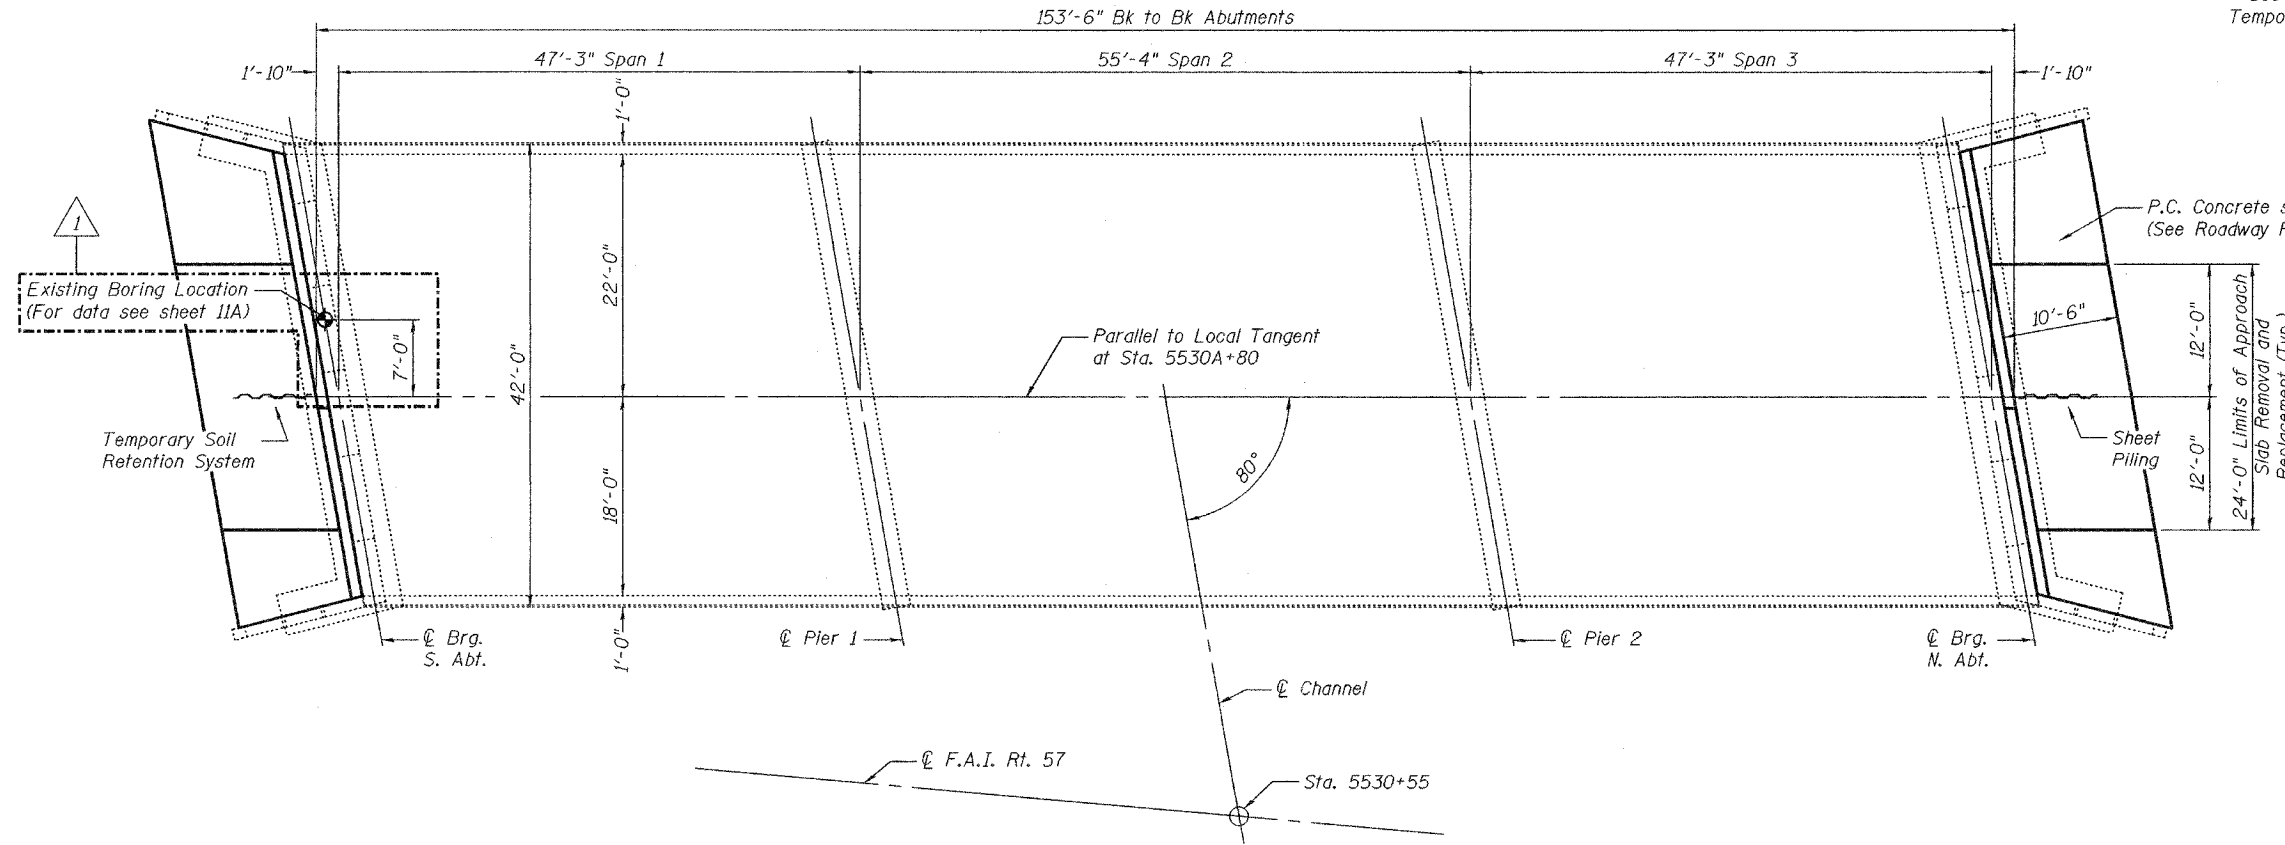 153'-6" Bk to Bk Abutments
Tempo
1'-10"
47'-3" Span 1
55'-4" Span 2
47'-3" Span 3
1'-10"
1'-0"
1
Existing Boring Location
(For data see sheet 11A)
7'-0"
42'-0"
22'-0"
18'-0"
1'-0"
Parallel to Local Tangent
at Sta. 5530A+80
80°
P.C. Concrete s
(See Roadway
10'-6"
12'-0"
12'-0"
24'-0" Limits of Approach
Slab Removal and
Replacement (Typ.)
Temporary Soil
Retention System
Sheet
Piling
℄ Brg.
S. Abt.
℄ Pier 1
℄ Pier 2
℄ Brg.
N. Abt.
℄ Channel
℄ F.A.I. Rt. 57
Sta. 5530+55